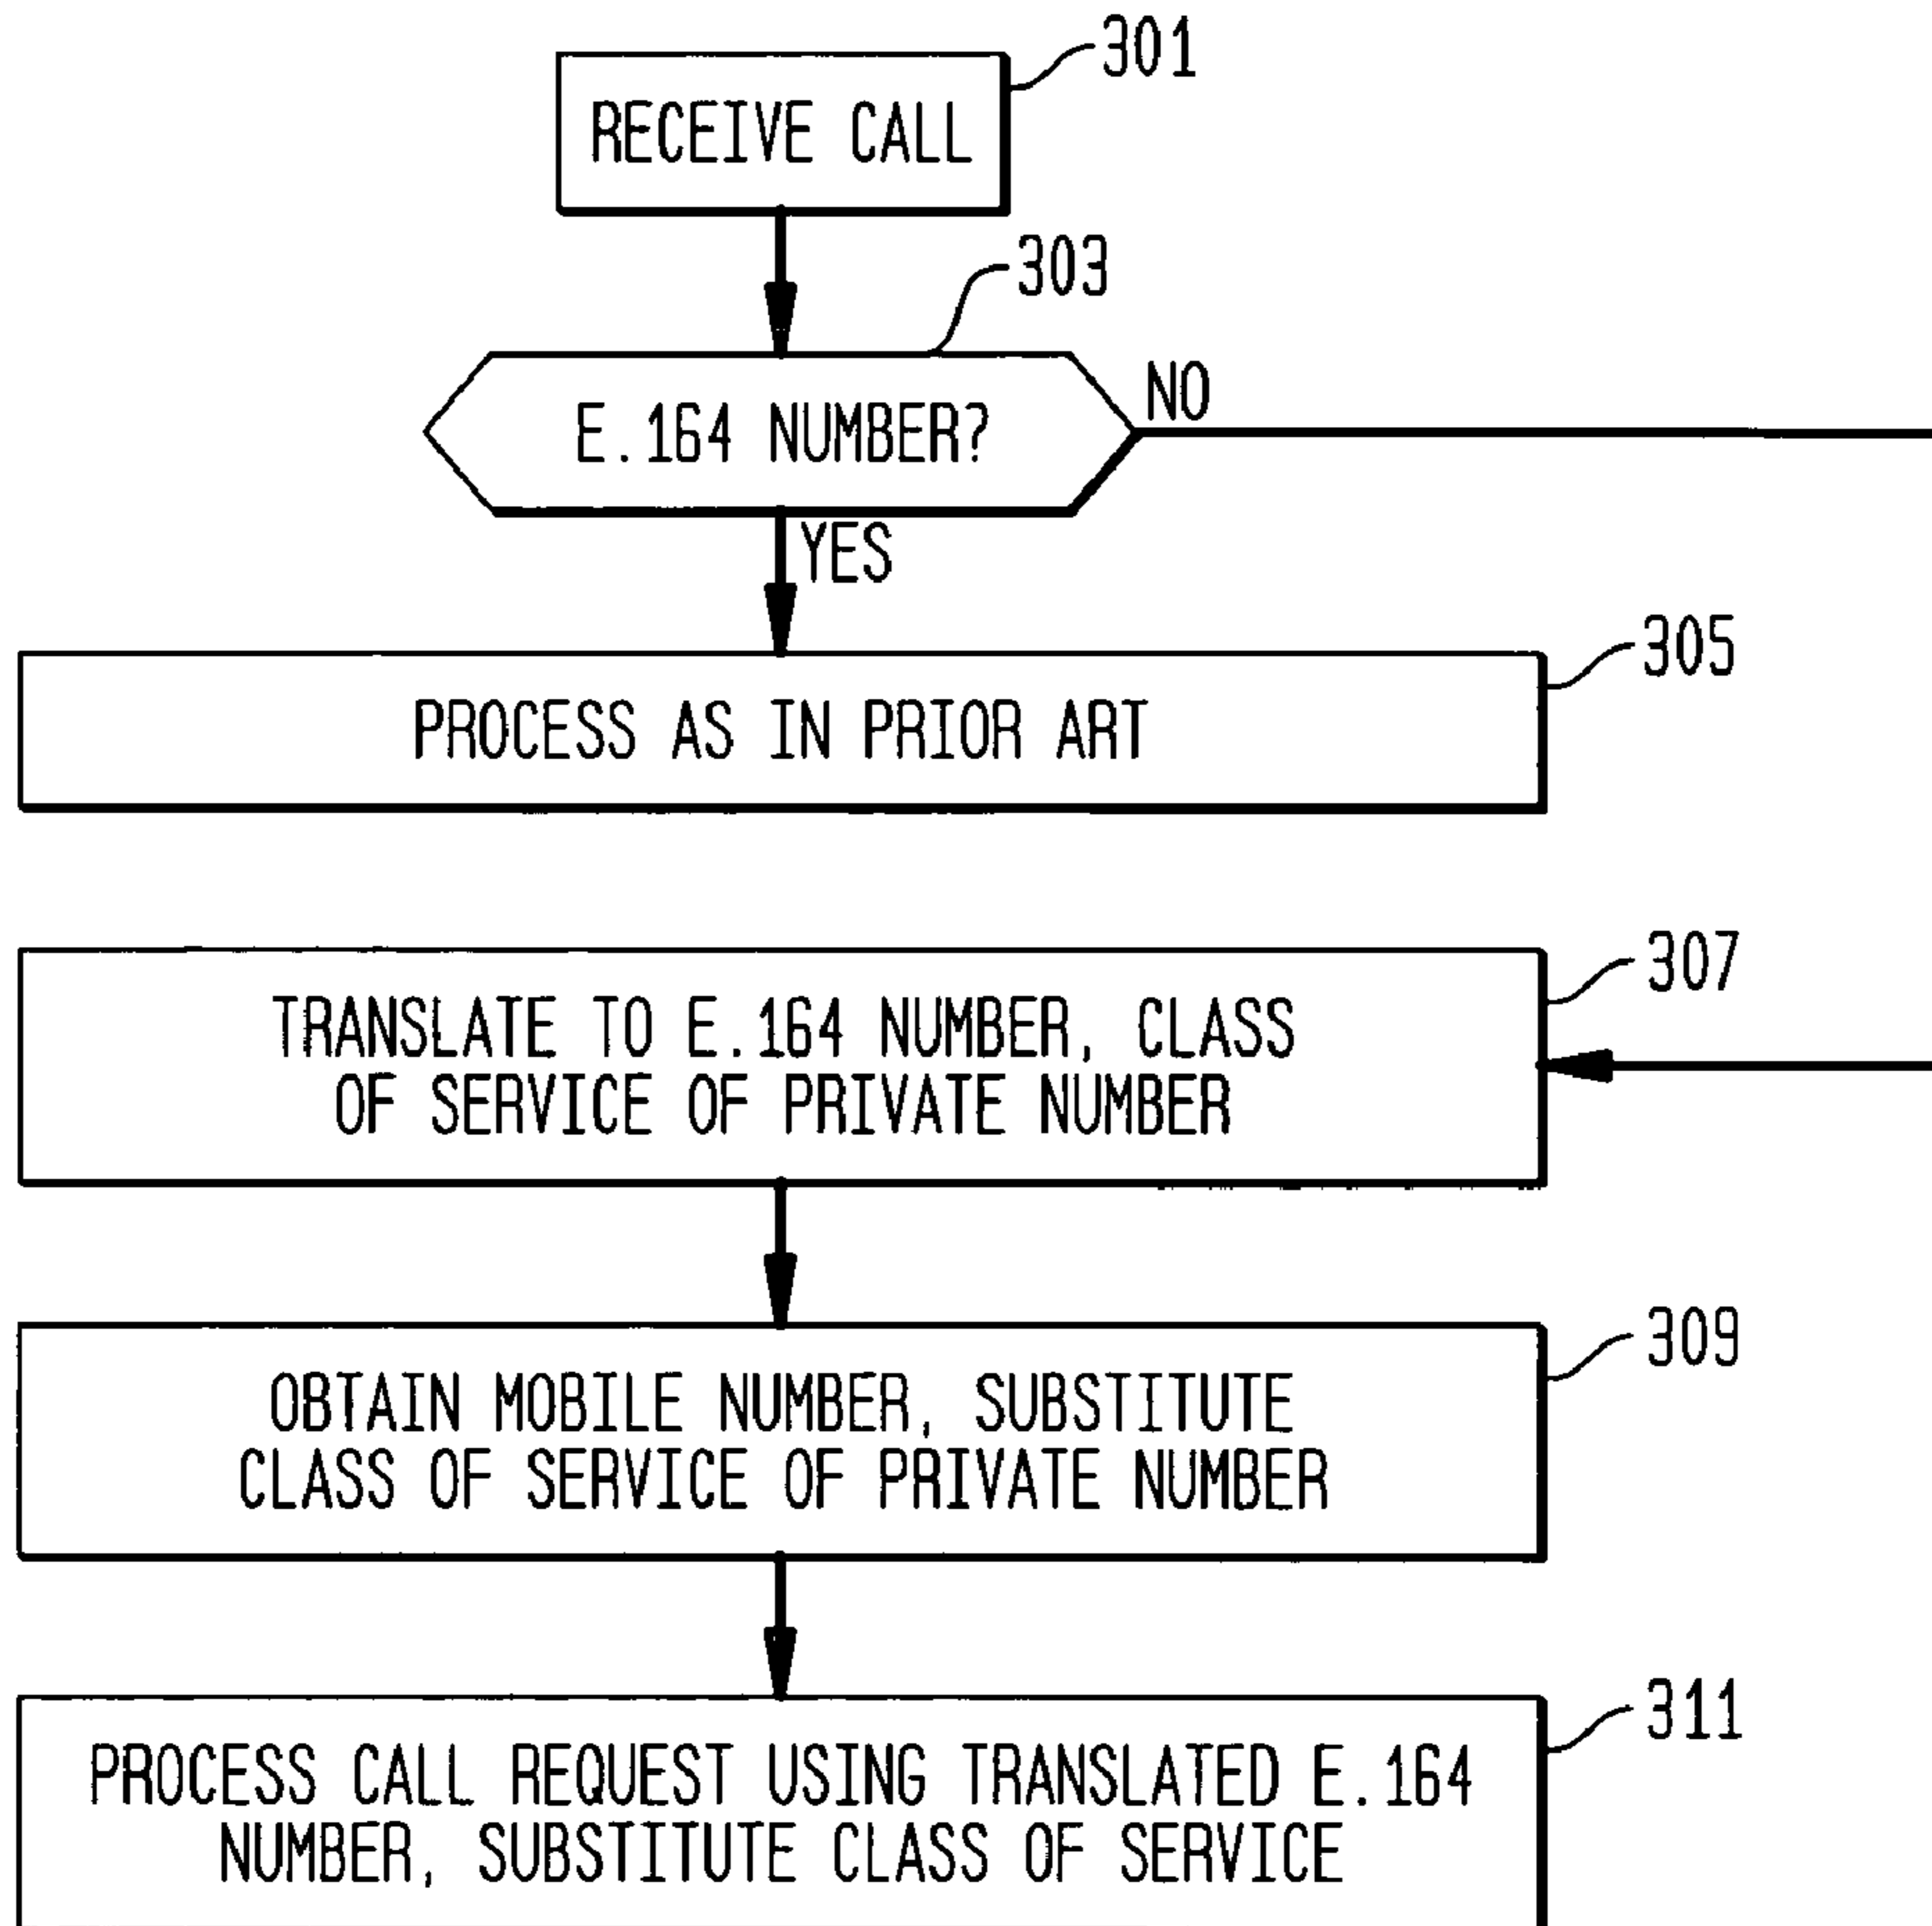 301
RECEIVE CALL
303
E.164 NUMBER?
NO
YES
305
PROCESS AS IN PRIOR ART
307
TRANSLATE TO E.164 NUMBER, CLASS
OF SERVICE OF PRIVATE NUMBER
309
OBTAIN MOBILE NUMBER, SUBSTITUTE
CLASS OF SERVICE OF PRIVATE NUMBER
311
PROCESS CALL REQUEST USING TRANSLATED E.164
NUMBER, SUBSTITUTE CLASS OF SERVICE